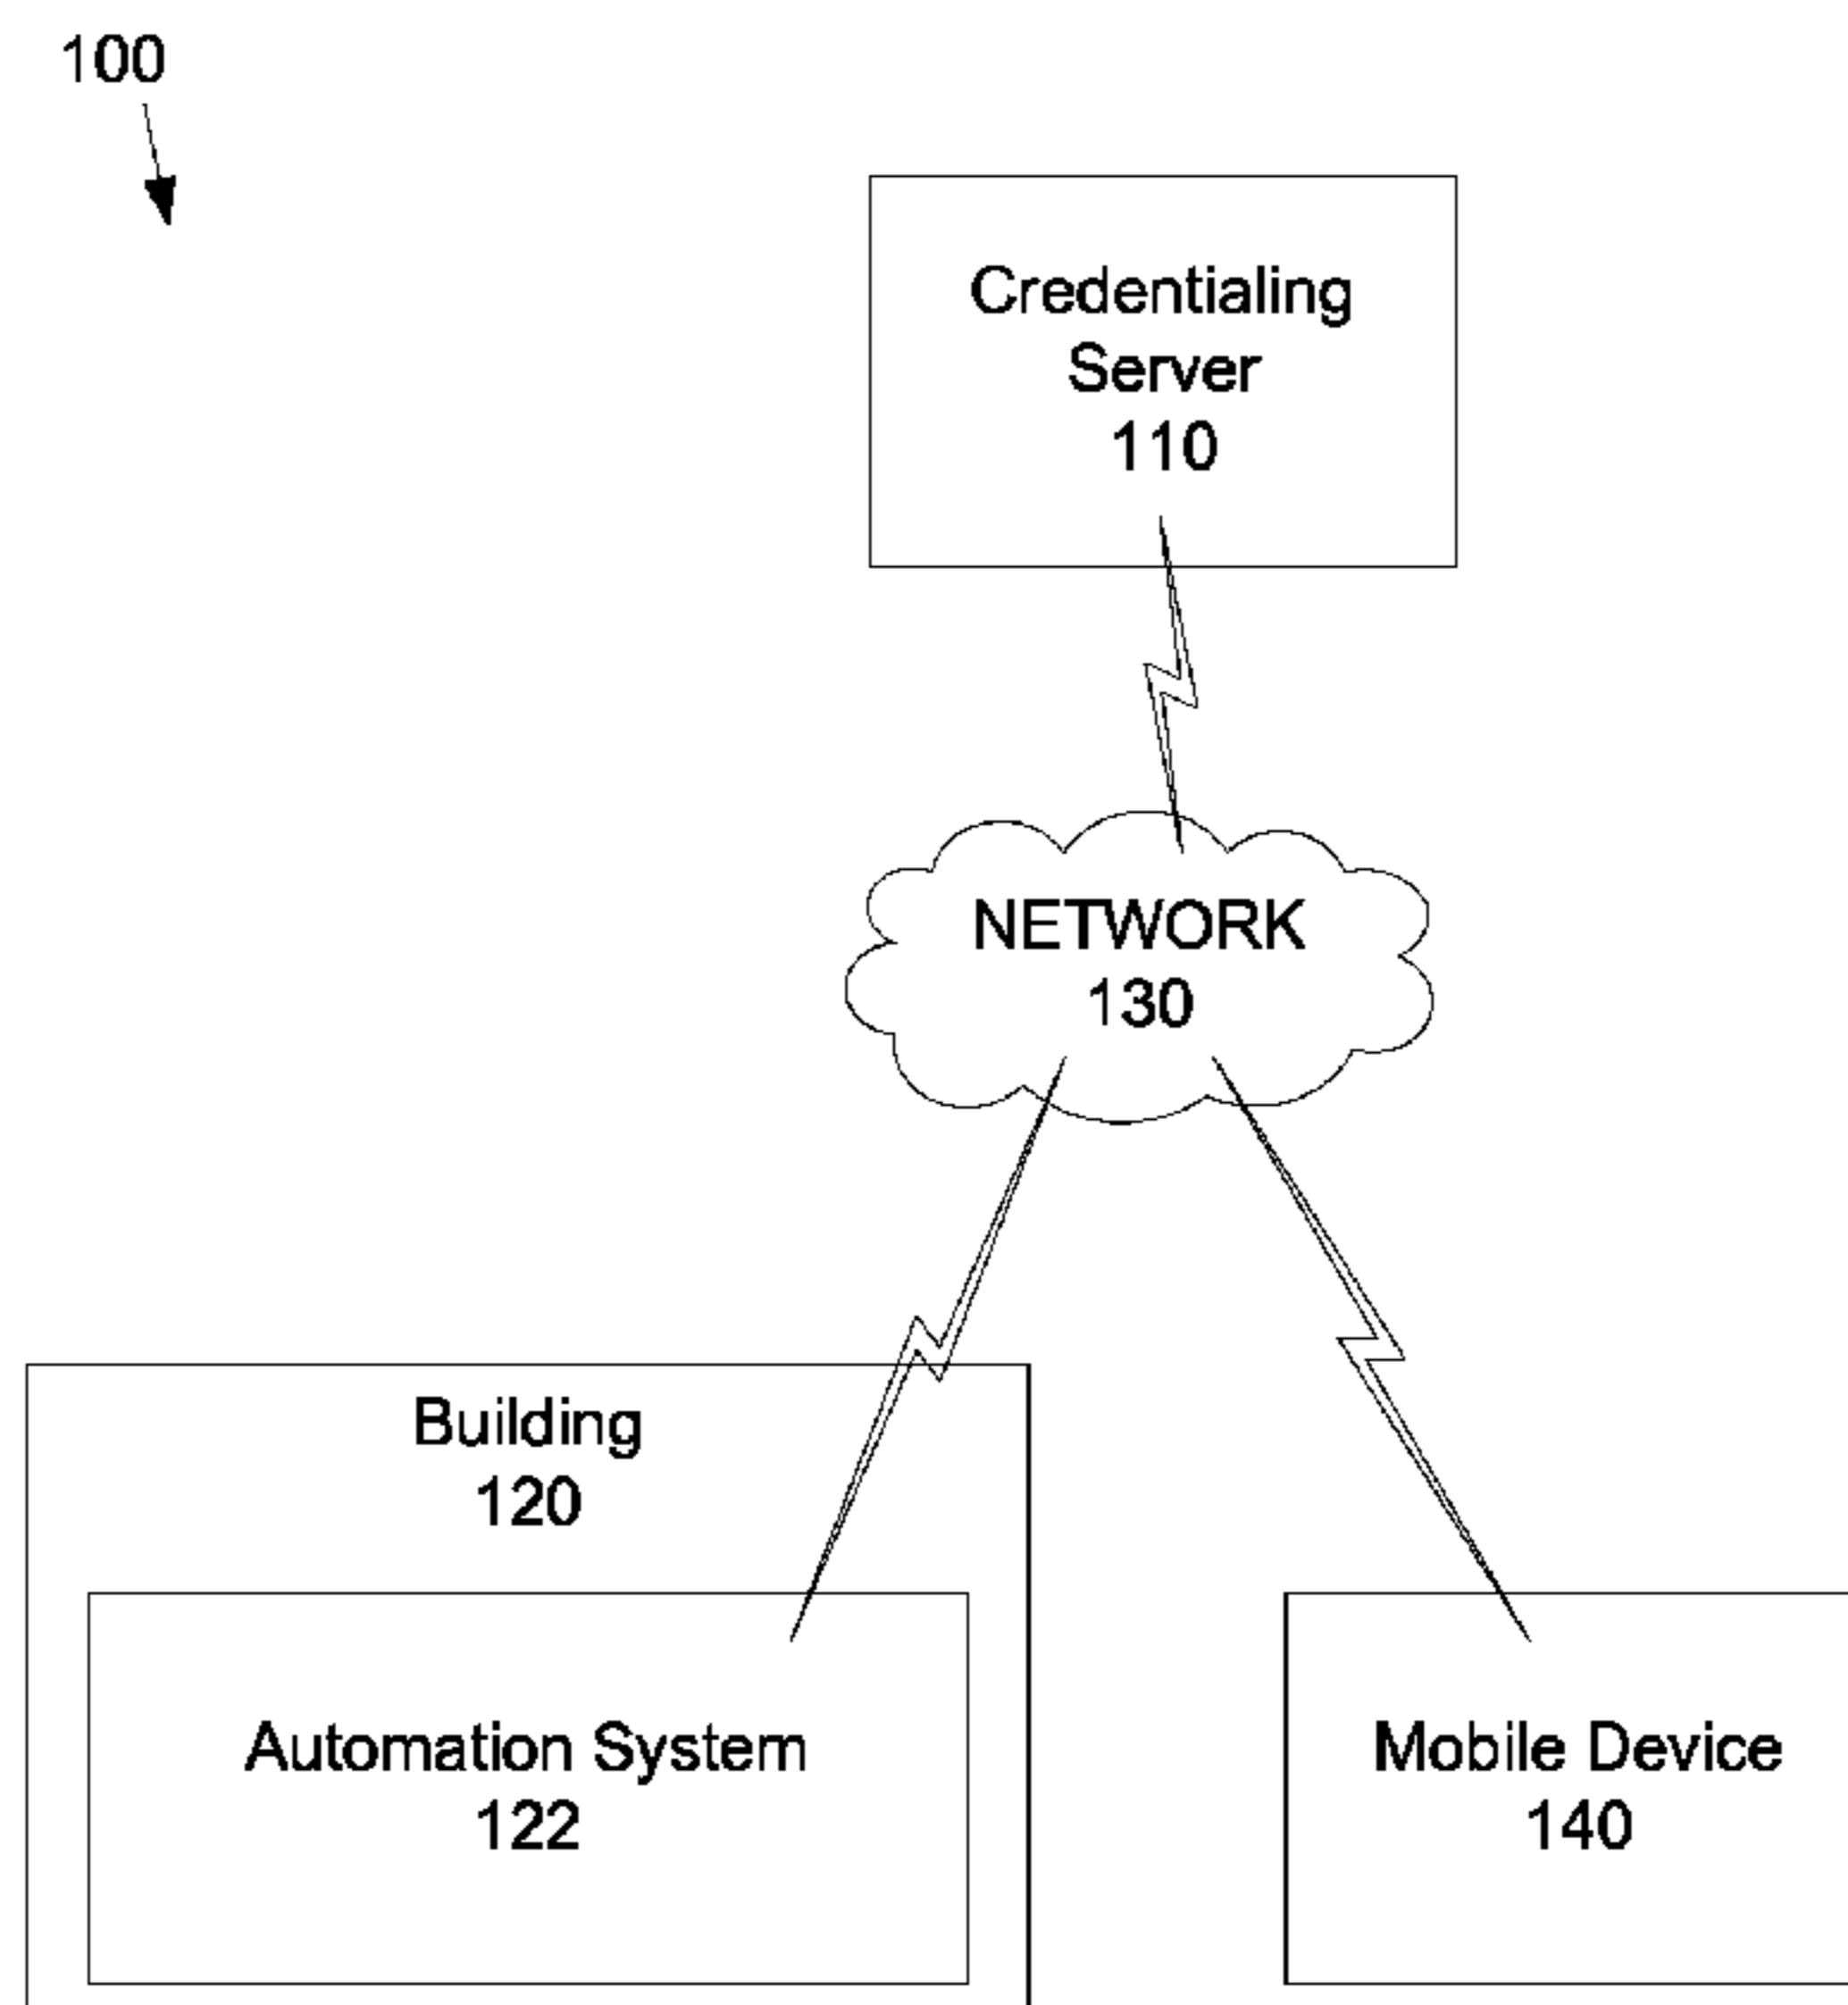 100
Credentialing
Server
110
NETWORK
130
Building
120
Automation System
122
Mobile Device
140